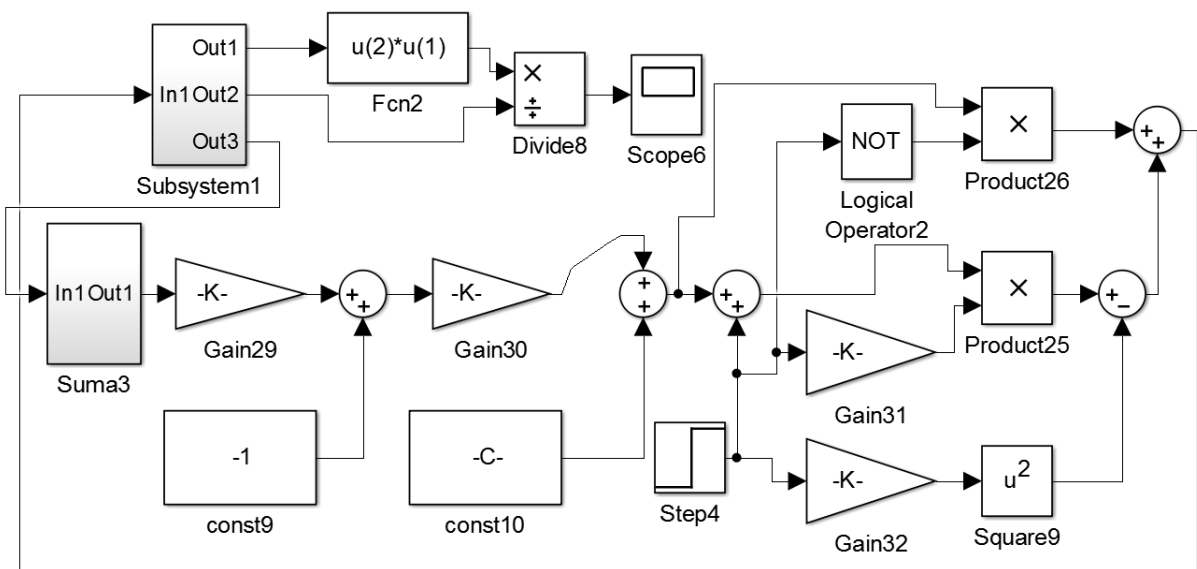 Out1
In1 Out2
Out3
Subsystem1
u(2)*u(1)
Fcn2
×
÷
Divide8
Scope6
NOT
Logical
Operator2
×
Product26
+
+
In1 Out1
Suma3
-K-
Gain29
+
+
-K-
Gain30
+
+
+
+
-K-
Gain31
×
Product25
+
−
-1
const9
-C-
const10
Step4
-K-
Gain32
u²
Square9